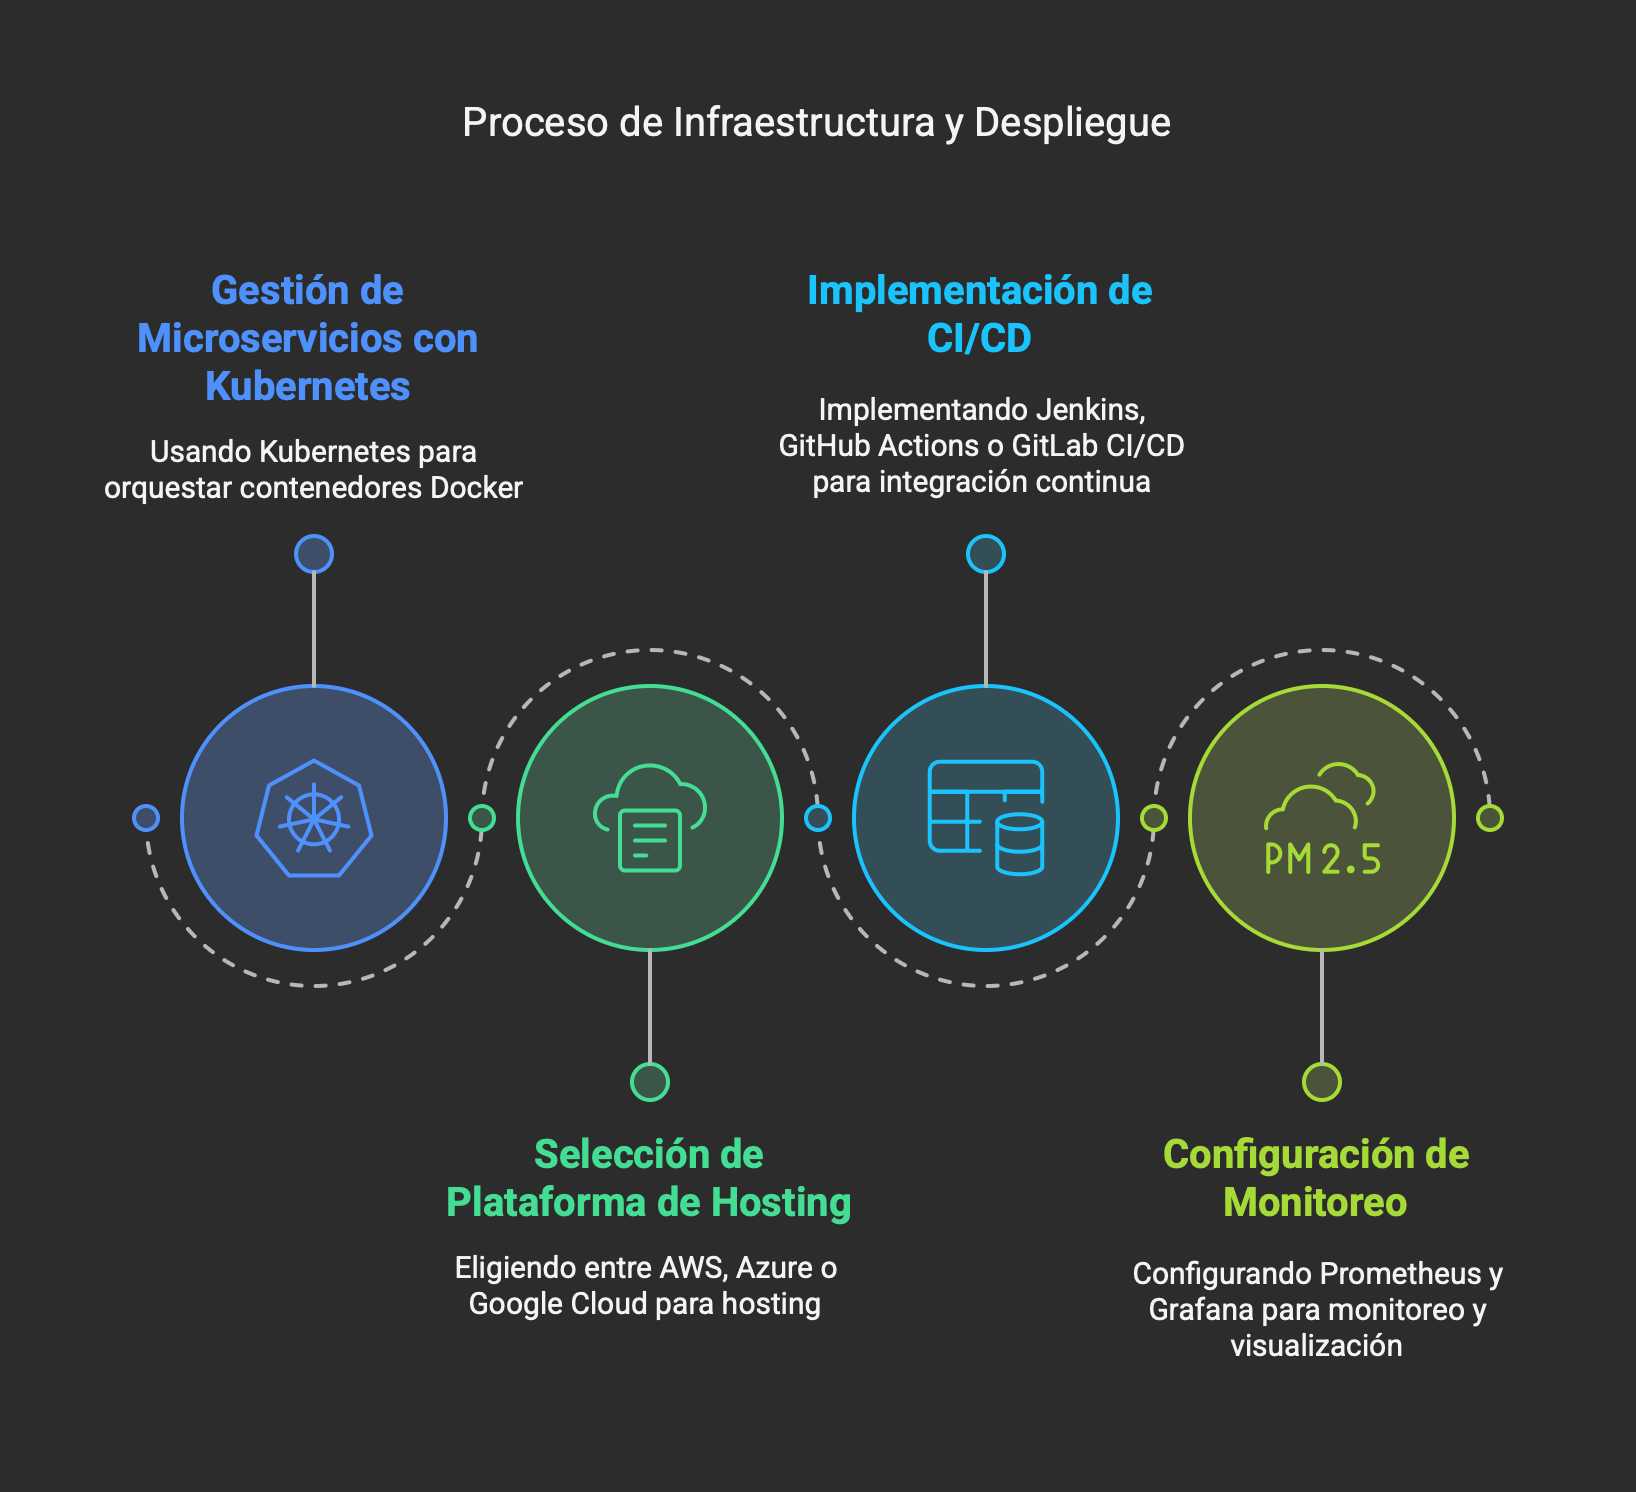 Proceso de Infraestructura y Despliegue
Gestión de
Microservicios con
Kubernetes
Usando Kubernetes para
orquestar contenedores Docker
Implementación de
CI/CD
Implementando Jenkins,
GitHub Actions o GitLab CI/CD
para integración continua
PM 2.5
Selección de
Plataforma de Hosting
Eligiendo entre AWS, Azure o
Google Cloud para hosting
Configuración de
Monitoreo
Configurando Prometheus y
Grafana para monitoreo y
visualización